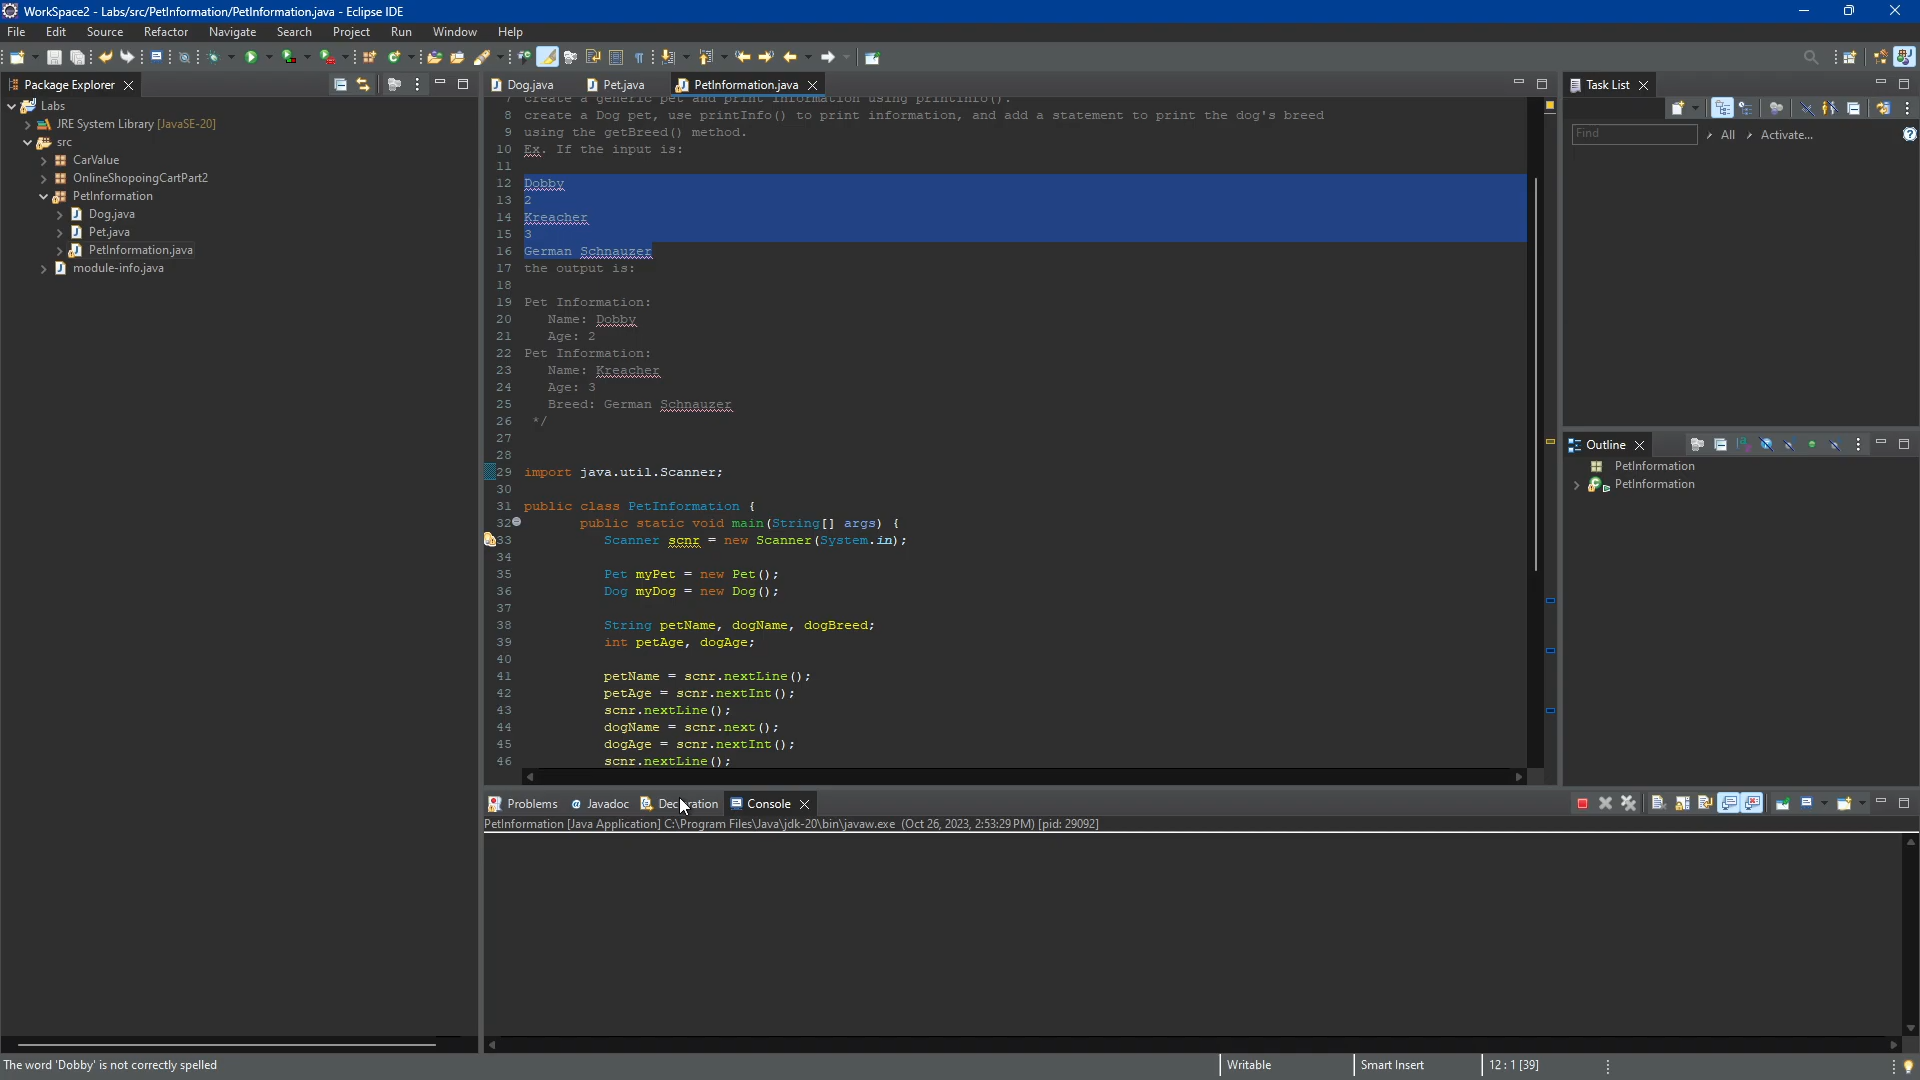 WorkSpace2 - Labs/src/PetInformation/PetInformation.java - Eclipse IDE
File Edit Source Refactor Navigate Search Project Run Window Help
Package Explorer
Labs
JRE System Library [JavaSE-20]
src
CarValue
OnlineShopoingCartPart2
PetInformation
Dog.java
Pet.java
PetInformation.java
module-info.java
Dog.java Pet.java PetInformation.java
7 create a generic pet and print information using printInfo().
8 create a Dog pet, use printInfo() to print information, and add a statement to print the dog's breed
9 using the getBreed() method.
10 Ex. If the input is:
11
12 Dobby
13 2
14 Kreacher
15 3
16 German Schnauzer
17 the output is:
18
19 Pet Information:
20 Name: Dobby
21 Age: 2
22 Pet Information:
23 Name: Kreacher
24 Age: 3
25 Breed: German Schnauzer
26 */
27
28
29 import java.util.Scanner;
30
31 public class PetInformation {
32 public static void main(String[] args) {
33 Scanner scnr = new Scanner(System.in);
34
35 Pet myPet = new Pet();
36 Dog myDog = new Dog();
37
38 String petName, dogName, dogBreed;
39 int petAge, dogAge;
40
41 petName = scnr.nextLine();
42 petAge = scnr.nextInt();
43 scnr.nextLine();
44 dogName = scnr.next();
45 dogAge = scnr.nextInt();
46 scnr.nextLine();
Task List
Find All Activate...
Outline
PetInformation
PetInformation
Problems @ Javadoc Declaration Console
PetInformation [Java Application] C:\Program Files\Java\jdk-20\bin\javaw.exe (Oct 26, 2023, 2:53:29 PM) [pid: 29092]
The word 'Dobby' is not correctly spelled Writable Smart Insert 12 : 1 [39]